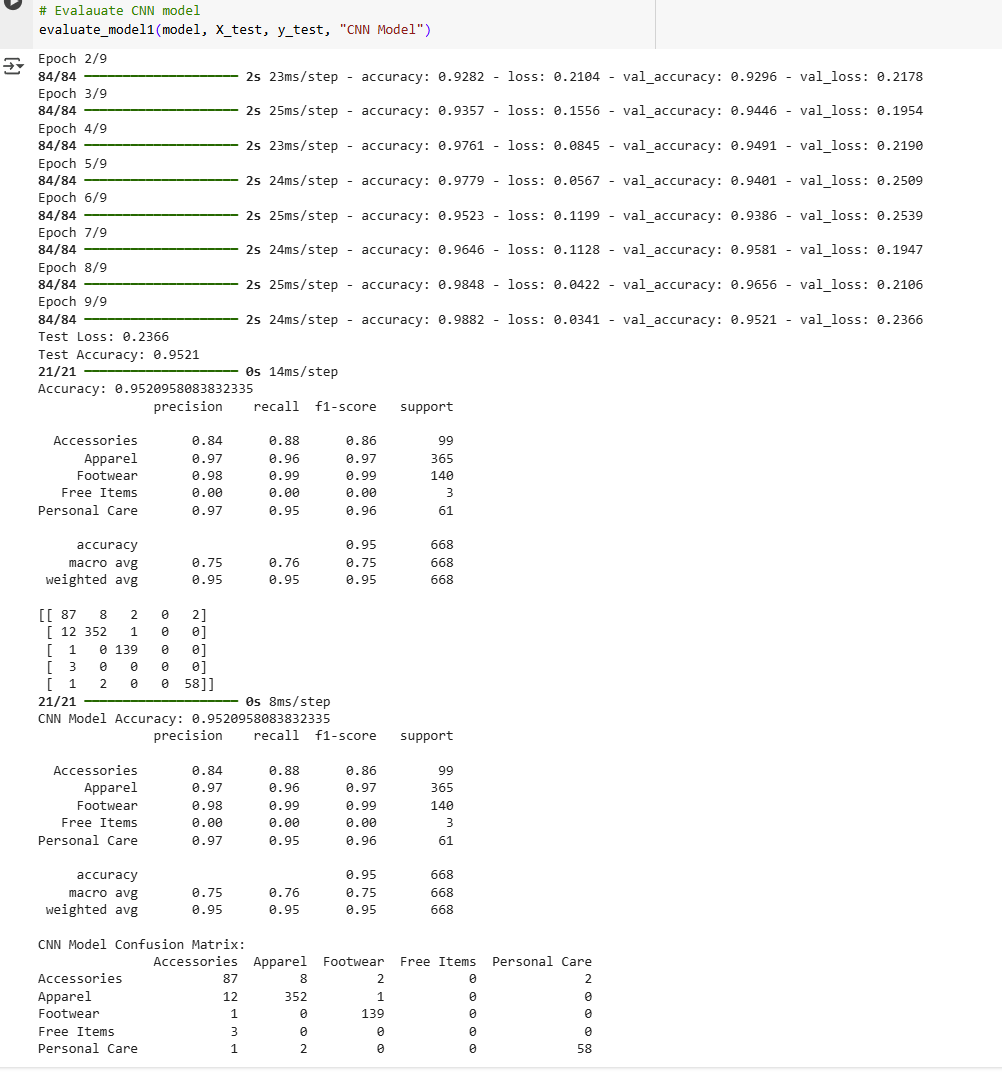 # Evalauate CNN model
evaluate_model1(model, X_test, y_test, "CNN Model")
Epoch 2/9
84/84 ━━━━━━━━━━━━━━━━━━━━ 2s 23ms/step - accuracy: 0.9282 - loss: 0.2104 - val_accuracy: 0.9296 - val_loss: 0.2178
Epoch 3/9
84/84 ━━━━━━━━━━━━━━━━━━━━ 2s 25ms/step - accuracy: 0.9357 - loss: 0.1556 - val_accuracy: 0.9446 - val_loss: 0.1954
Epoch 4/9
84/84 ━━━━━━━━━━━━━━━━━━━━ 2s 23ms/step - accuracy: 0.9761 - loss: 0.0845 - val_accuracy: 0.9491 - val_loss: 0.2190
Epoch 5/9
84/84 ━━━━━━━━━━━━━━━━━━━━ 2s 24ms/step - accuracy: 0.9779 - loss: 0.0567 - val_accuracy: 0.9401 - val_loss: 0.2509
Epoch 6/9
84/84 ━━━━━━━━━━━━━━━━━━━━ 2s 25ms/step - accuracy: 0.9523 - loss: 0.1199 - val_accuracy: 0.9386 - val_loss: 0.2539
Epoch 7/9
84/84 ━━━━━━━━━━━━━━━━━━━━ 2s 24ms/step - accuracy: 0.9646 - loss: 0.1128 - val_accuracy: 0.9581 - val_loss: 0.1947
Epoch 8/9
84/84 ━━━━━━━━━━━━━━━━━━━━ 2s 25ms/step - accuracy: 0.9848 - loss: 0.0422 - val_accuracy: 0.9656 - val_loss: 0.2106
Epoch 9/9
84/84 ━━━━━━━━━━━━━━━━━━━━ 2s 24ms/step - accuracy: 0.9882 - loss: 0.0341 - val_accuracy: 0.9521 - val_loss: 0.2366
Test Loss: 0.2366
Test Accuracy: 0.9521
21/21 ━━━━━━━━━━━━━━━━━━━━ 0s 14ms/step
Accuracy: 0.9520958083832335
precision recall f1-score support
Accessories 0.84 0.88 0.86 99
Apparel 0.97 0.96 0.97 365
Footwear 0.98 0.99 0.99 140
Free Items 0.00 0.00 0.00 3
Personal Care 0.97 0.95 0.96 61
accuracy 0.95 668
macro avg 0.75 0.76 0.75 668
weighted avg 0.95 0.95 0.95 668
[[ 87 8 2 0 2]
[ 12 352 1 0 0]
[ 1 0 139 0 0]
[ 3 0 0 0 0]
[ 1 2 0 0 58]]
21/21 ━━━━━━━━━━━━━━━━━━━━ 0s 8ms/step
CNN Model Accuracy: 0.9520958083832335
precision recall f1-score support
Accessories 0.84 0.88 0.86 99
Apparel 0.97 0.96 0.97 365
Footwear 0.98 0.99 0.99 140
Free Items 0.00 0.00 0.00 3
Personal Care 0.97 0.95 0.96 61
accuracy 0.95 668
macro avg 0.75 0.76 0.75 668
weighted avg 0.95 0.95 0.95 668
CNN Model Confusion Matrix:
Accessories Apparel Footwear Free Items Personal Care
Accessories 87 8 2 0 2
Apparel 12 352 1 0 0
Footwear 1 0 139 0 0
Free Items 3 0 0 0 0
Personal Care 1 2 0 0 58